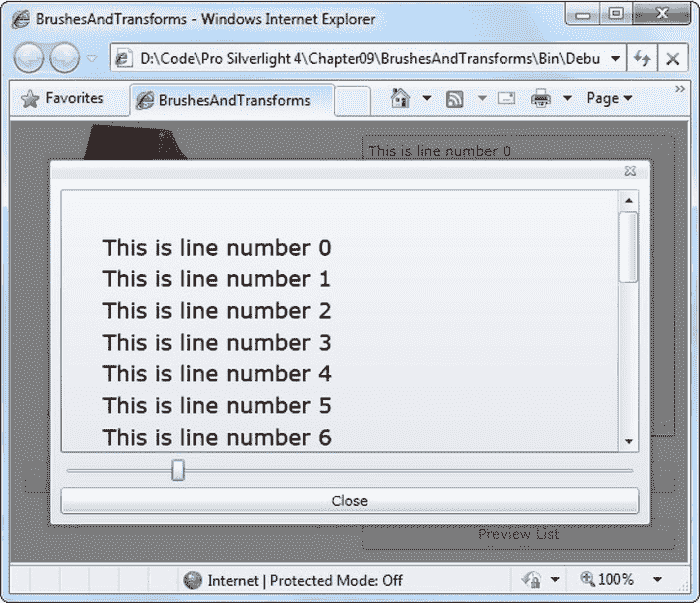 BrushesAndTransforms - Windows Internet Explorer
D:\Code\Pro Silverlight 4\Chapter09\BrushesAndTransforms\Bin\Debu
Favorites
BrushesAndTransforms
Page
»
This is line number 0
This is line number 0
This is line number 1
This is line number 2
This is line number 3
This is line number 4
This is line number 5
This is line number 6
Close
Preview List
Internet | Protected Mode: Off
100%